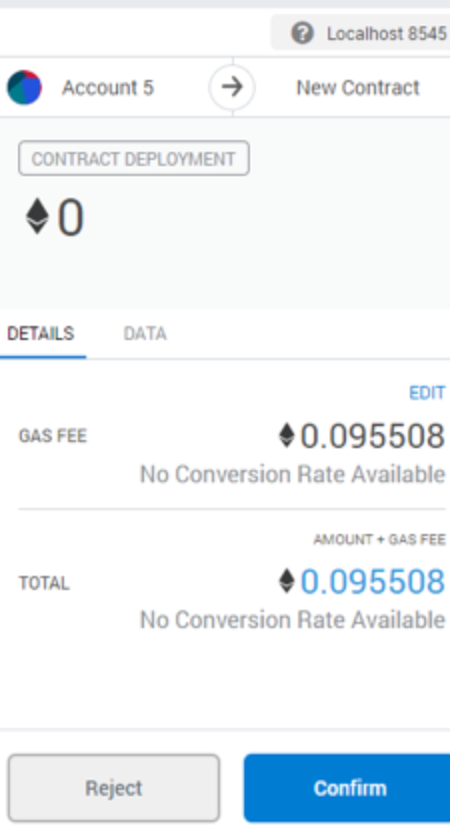 Localhost 8545
Account 5
New Contract
CONTRACT DEPLOYMENT
0
DETAILS DATA
EDIT
GAS FEE 0.095508
No Conversion Rate Available
AMOUNT + GAS FEE
TOTAL 0.095508
No Conversion Rate Available
Reject Confirm